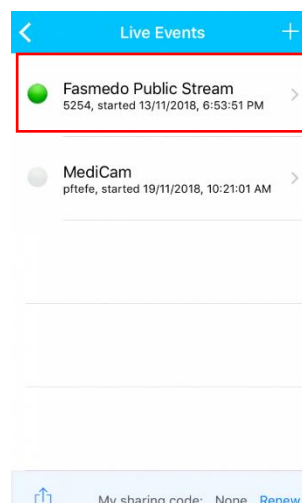 Live Events
Fasmedo Public Stream
5254, started 13/11/2018, 6:53:51 PM
MediCam
pftefe, started 19/11/2018, 10:21:01 AM
My sharing code: None Renew